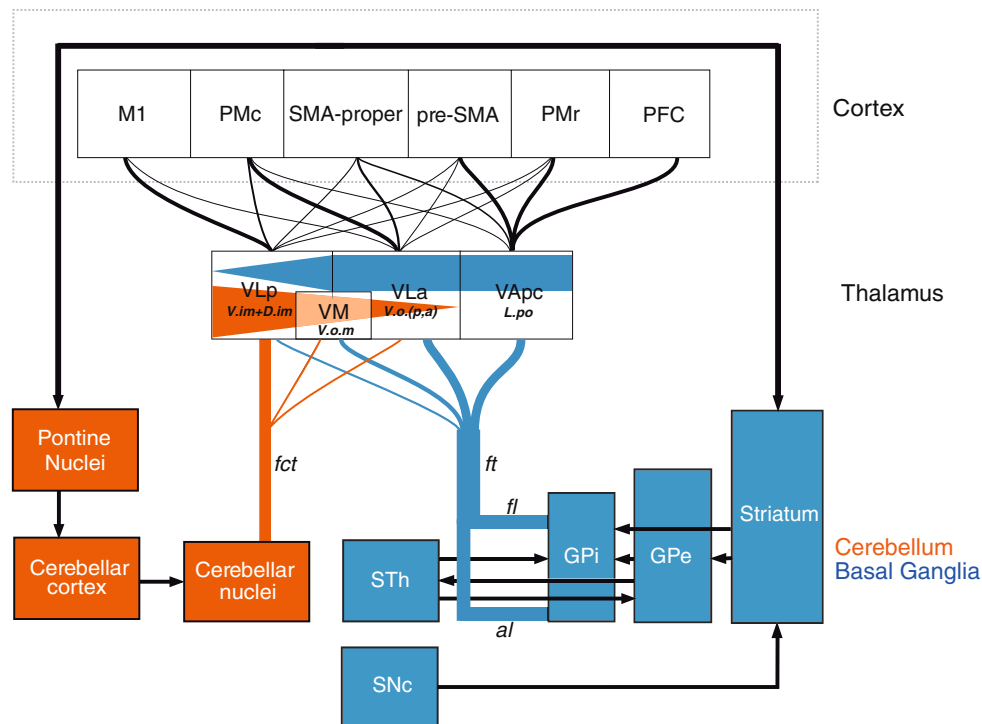 M1
PMc
SMA-proper
pre-SMA
PMr
PFC
Cortex
VLp
V.im+D.im
VM
V.o.m
VLa
V.o.(p,a)
VApc
L.po
Thalamus
Pontine
Nuclei
fct
ft
fl
Striatum
GPi
GPe
STh
Cerebellar
cortex
Cerebellar
nuclei
Cerebellum
Basal Ganglia
al
SNc